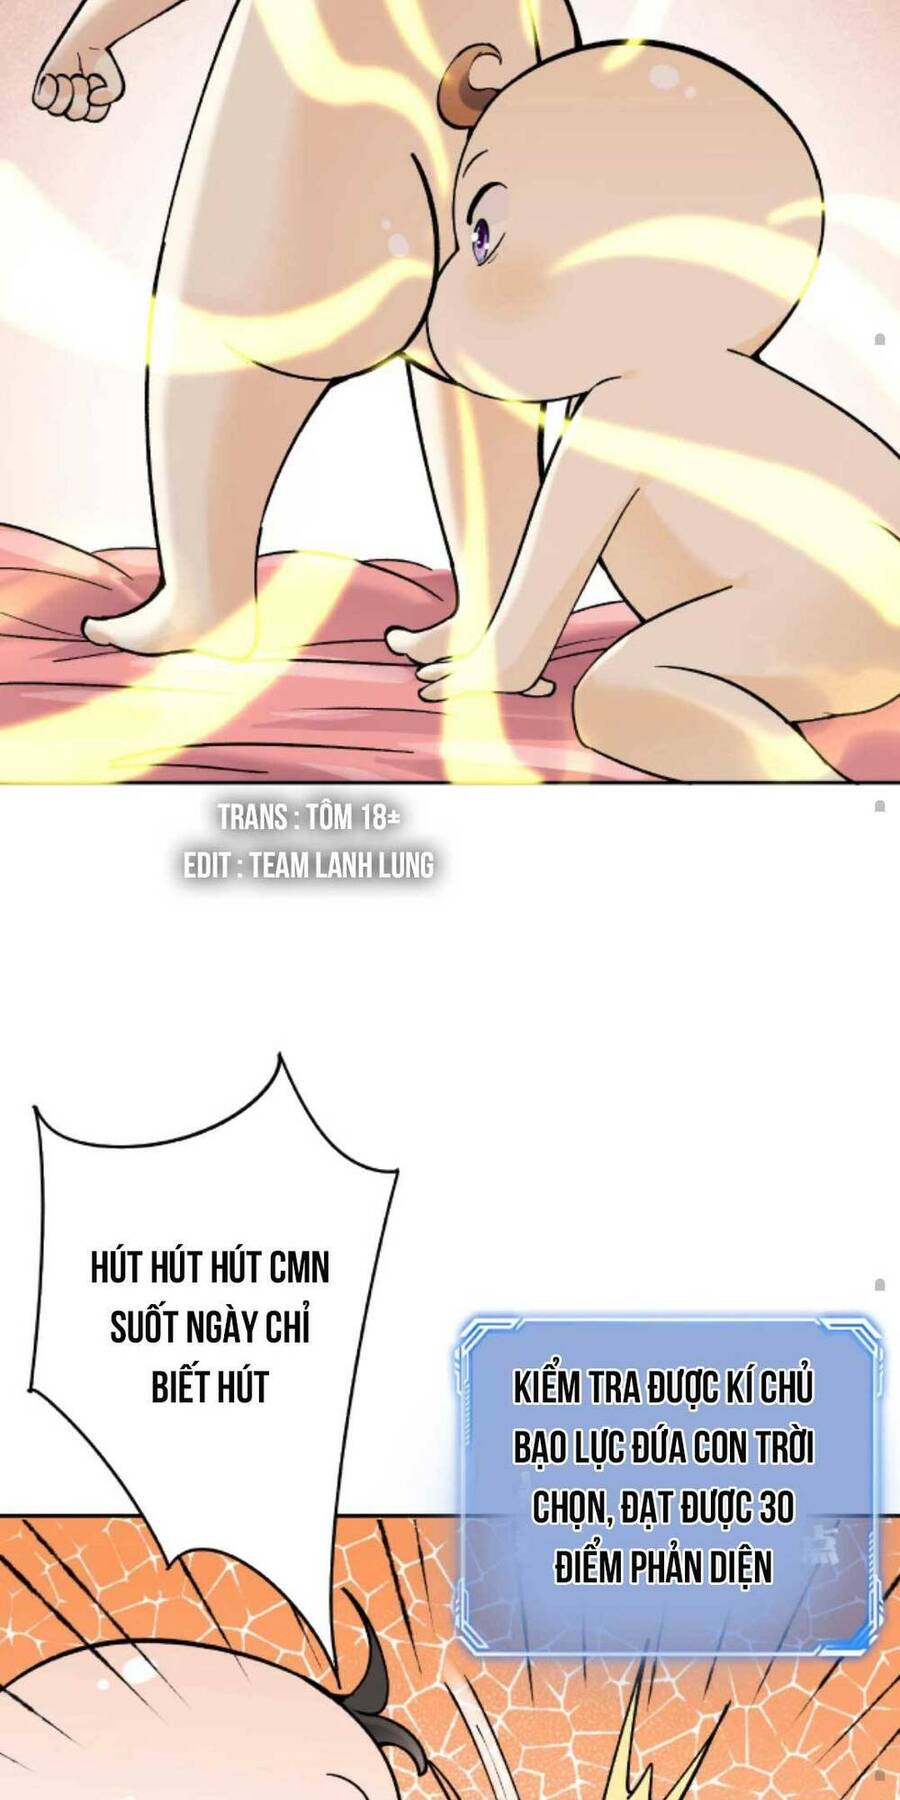 TRANS : TÔM 18+
EDIT : TEAM LANH LUNG
HÚT HÚT HÚT CMN
SUỐT NGÀY CHỈ
BIẾT HÚT
KIỂM TRA ĐƯỢC KÍ CHỦ
BẠO LỰC ĐỨA CON TRỜI
CHỌN, ĐẠT ĐƯỢC 30
ĐIỂM PHẢN DIỆN
点